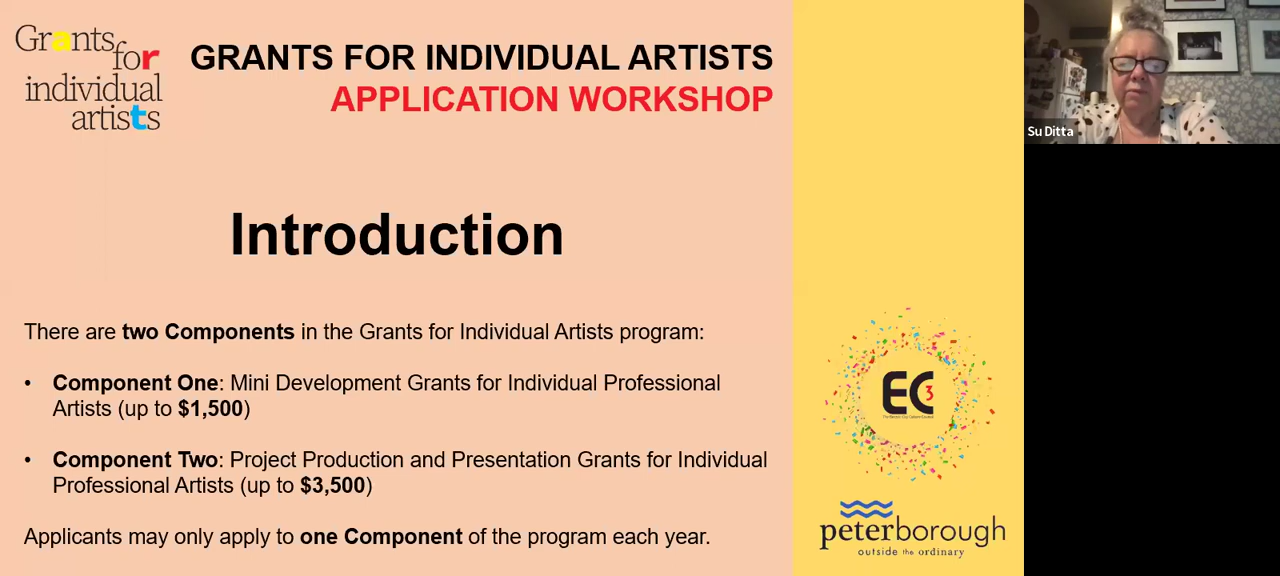 Grants
for
individual
artists
GRANTS FOR INDIVIDUAL ARTISTS
APPLICATION WORKSHOP
Su Ditta
Introduction
There are two Components in the Grants for Individual Artists program:
• Component One: Mini Development Grants for Individual Professional
Artists (up to $1,500)
• Component Two: Project Production and Presentation Grants for Individual
Professional Artists (up to $3,500)
Applicants may only apply to one Component of the program each year.
EC3
peterborough
outside the ordinary